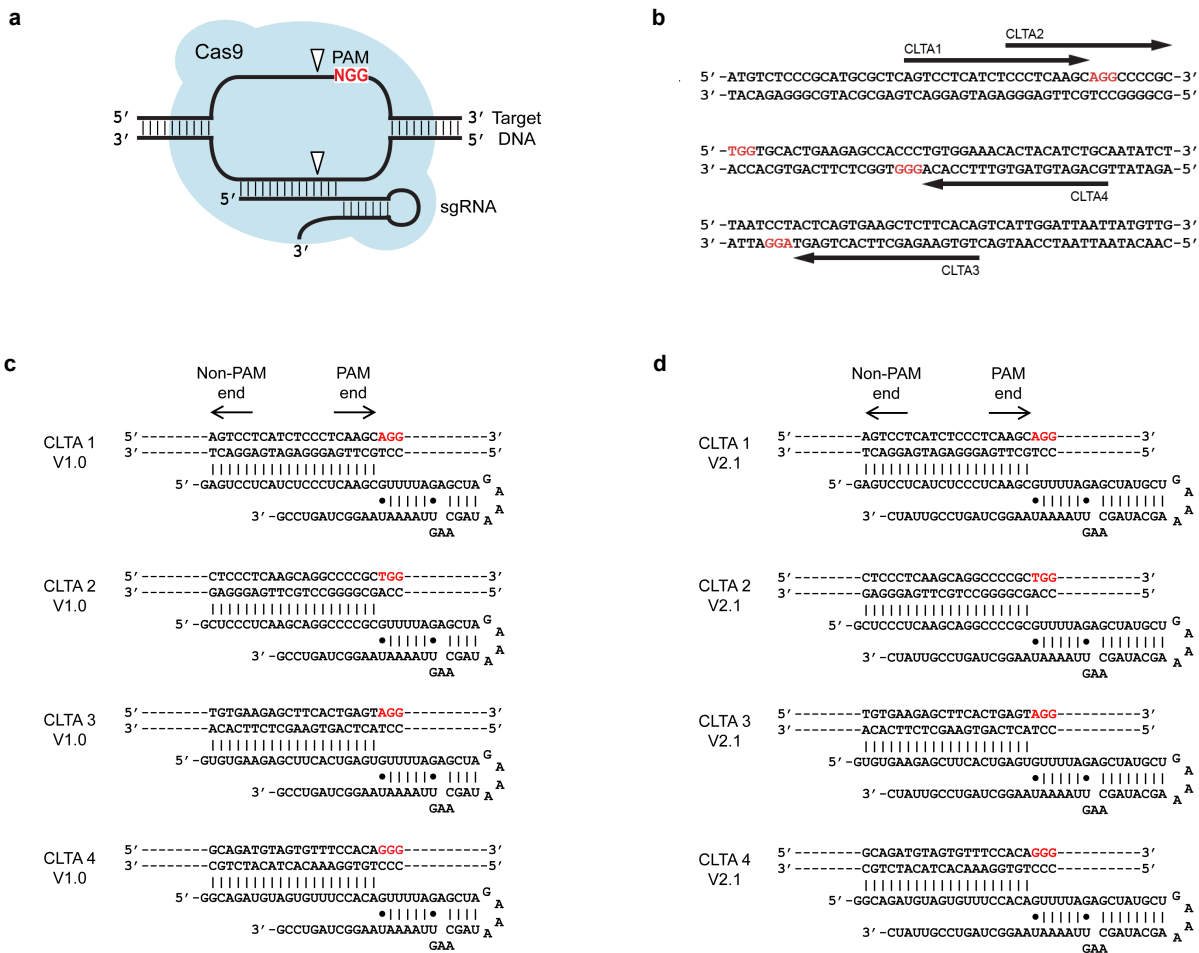 a
Cas9
PAM
NGG
5′
3′
3′ Target
5′ DNA
5′
sgRNA
3′
b
CLTA2
CLTA1
5′-ATGTCTCCCGCATGCGCTCAGTCCTCATCTCCCTCAAGCAGGCCCCGC-3′
3′-TACAGAGGGCGTACGCGAGTCAGGAGTAGAGGGAGTTCGTCCGGGGCG-5′
5′-TGGTGCACTGAAGAGCCACCCTGTGGAAACACTACATCTGCAATATCT-3′
3′-ACCACGTGACTTCTCGGTGGGACACCTTTGTGATGTAGACGTTATAGA-5′
CLTA4
5′-TAATCCTACTCAGTGAAGCTCTTCACAGTCATTGGATTAATTATGTTG-3′
3′-ATTAGGATGAGTCACTTCGAGAAGTGTCAGTAACCTAATTAATACAAC-5′
CLTA3
c
Non-PAM end
PAM end
CLTA 1 V1.0
5′--------AGTCCTCATCTCCCTCAAGCAGG----------3′
3′--------TCAGGAGTAGAGGGAGTTCGTCC----------5′
5′-GAGUCCUCAUCUCCCUCAAGCGUUUUAGAGCUA
G
A
A
A
3′-GCCUGAUCGGAAUAAAAUU CGAU
GAA
CLTA 2 V1.0
5′--------CTCCCTCAAGCAGGCCCCGCTGG----------3′
3′--------GAGGGAGTTCGTCCGGGGCGACC----------5′
5′-GCUCCCUCAAGCAGGCCCCGCGUUUUAGAGCUA
G
A
A
A
3′-GCCUGAUCGGAAUAAAAUU CGAU
GAA
CLTA 3 V1.0
5′--------TGTGAAGAGCTTCACTGAGTAGG----------3′
3′--------ACACTTCTCGAAGTGACTCATCC----------5′
5′-GUGUGAAGAGCUUCACUGAGUGUUUUAGAGCUA
G
A
A
A
3′-GCCUGAUCGGAAUAAAAUU CGAU
GAA
CLTA 4 V1.0
5′--------GCAGATGTAGTGTTTCCACAGGG----------3′
3′--------CGTCTACATCACAAAGGTGTCCC----------5′
5′-GGCAGAUGUAGUGUUUCCACAGUUUUAGAGCUA
G
A
A
A
3′-GCCUGAUCGGAAUAAAAUU CGAU
GAA
d
Non-PAM end
PAM end
CLTA 1 V2.1
5′--------AGTCCTCATCTCCCTCAAGCAGG----------3′
3′--------TCAGGAGTAGAGGGAGTTCGTCC----------5′
5′-GAGUCCUCAUCUCCCUCAAGCGUUUUAGAGCUAUGCU
G
A
A
A
3′-CUAUUGCCUGAUCGGAAUAAAAUU CGAUACGA
GAA
CLTA 2 V2.1
5′--------CTCCCTCAAGCAGGCCCCGCTGG----------3′
3′--------GAGGGAGTTCGTCCGGGGCGACC----------5′
5′-GCUCCCUCAAGCAGGCCCCGCGUUUUAGAGCUAUGCU
G
A
A
A
3′-CUAUUGCCUGAUCGGAAUAAAAUU CGAUACGA
GAA
CLTA 3 V2.1
5′--------TGTGAAGAGCTTCACTGAGTAGG----------3′
3′--------ACACTTCTCGAAGTGACTCATCC----------5′
5′-GUGUGAAGAGCUUCACUGAGUGUUUUAGAGCUAUGCU
G
A
A
A
3′-CUAUUGCCUGAUCGGAAUAAAAUU CGAUACGA
GAA
CLTA 4 V2.1
5′--------GCAGATGTAGTGTTTCCACAGGG----------3′
3′--------CGTCTACATCACAAAGGTGTCCC----------5′
5′-GGCAGAUGUAGUGUUUCCACAGUUUUAGAGCUAUGCU
G
A
A
A
3′-CUAUUGCCUGAUCGGAAUAAAAUU CGAUACGA
GAA